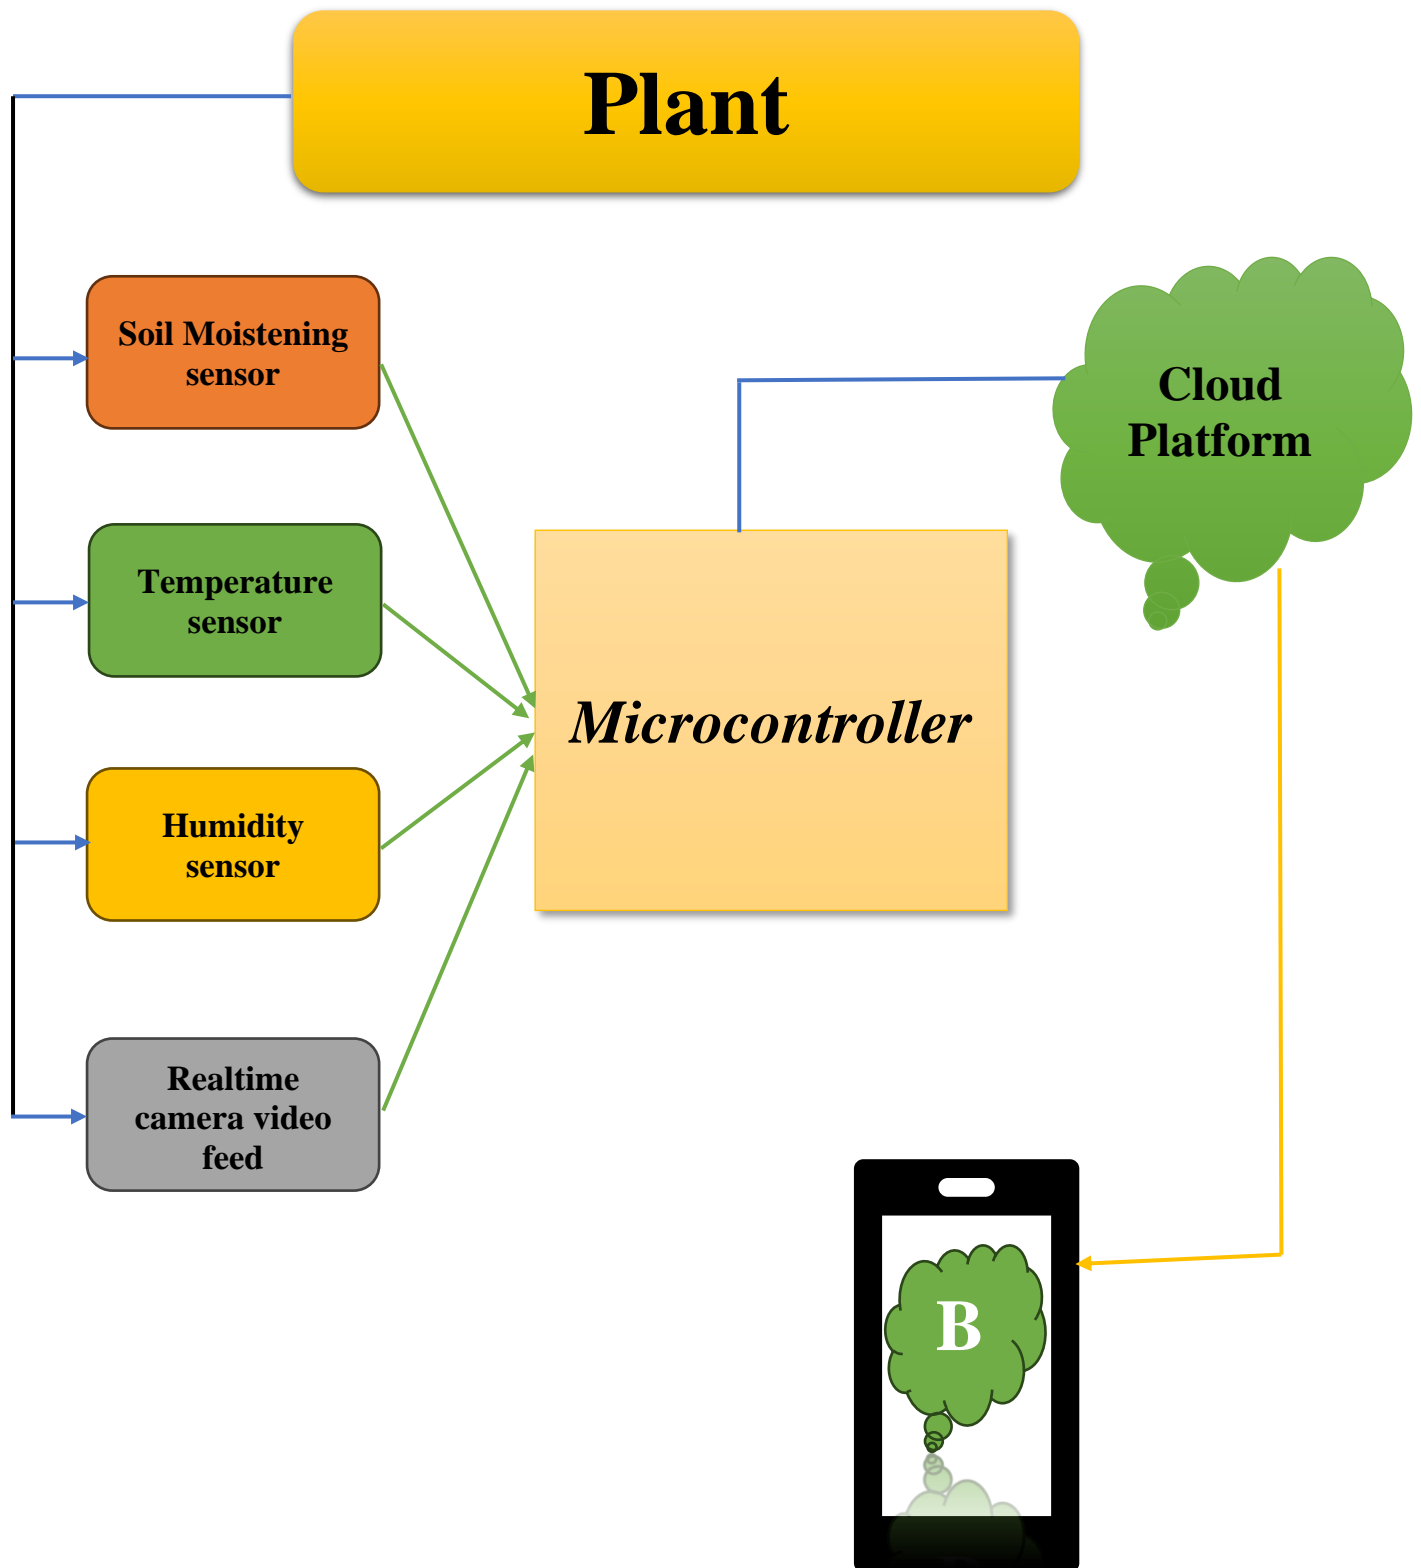 Plant
Soil Moistening
sensor
Cloud
Platform
Temperature
sensor
Microcontroller
Humidity
sensor
Realtime
camera video
feed
B